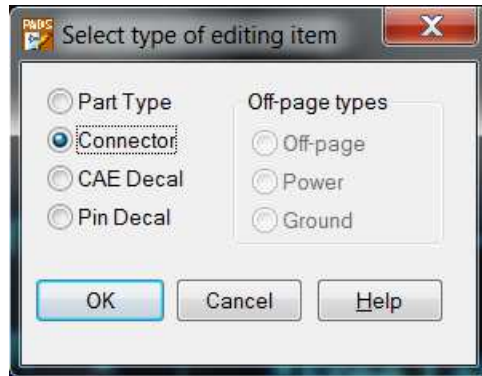 PADS
Select type of editing item
X
Part Type
Connector
CAE Decal
Pin Decal
Off-page types
Off-page
Power
Ground
OK
Cancel
Help